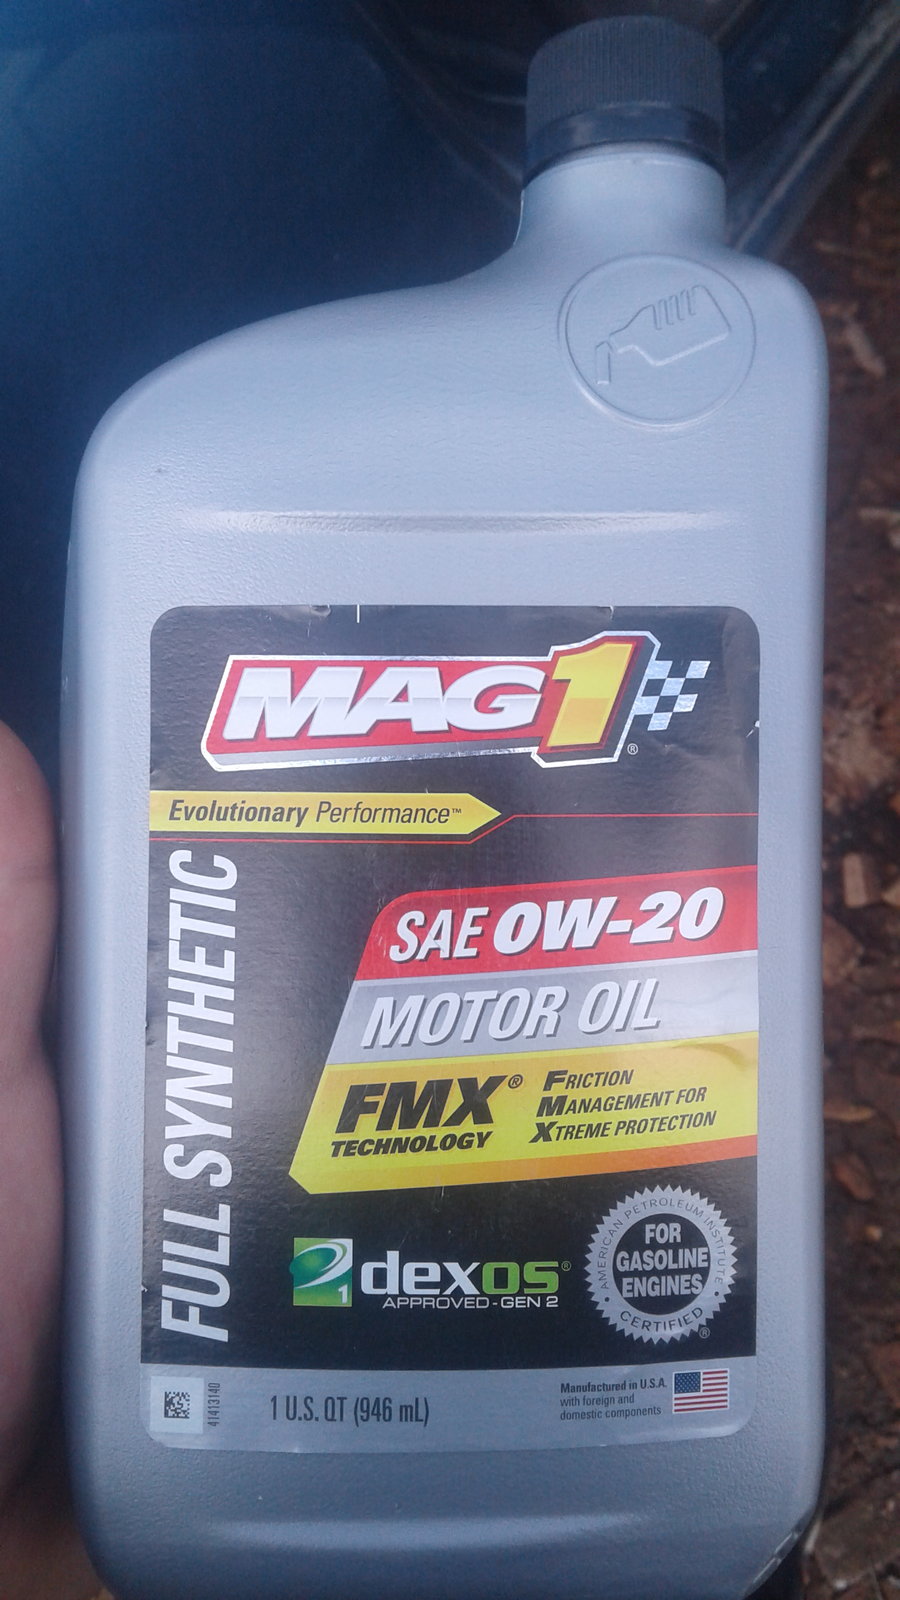 MAG1®
Evolutionary Performance™
FULL SYNTHETIC
SAE 0W-20
MOTOR OIL
FMX®
TECHNOLOGY
FRICTION
MANAGEMENT FOR
XTREME PROTECTION
1
dexos®
APPROVED-GEN 2
AMERICAN PETROLEUM INSTITUTE
FOR
GASOLINE
ENGINES
CERTIFIED
®
41413140
1 U.S. QT (946 mL)
Manufactured in U.S.A.
with foreign and
domestic components